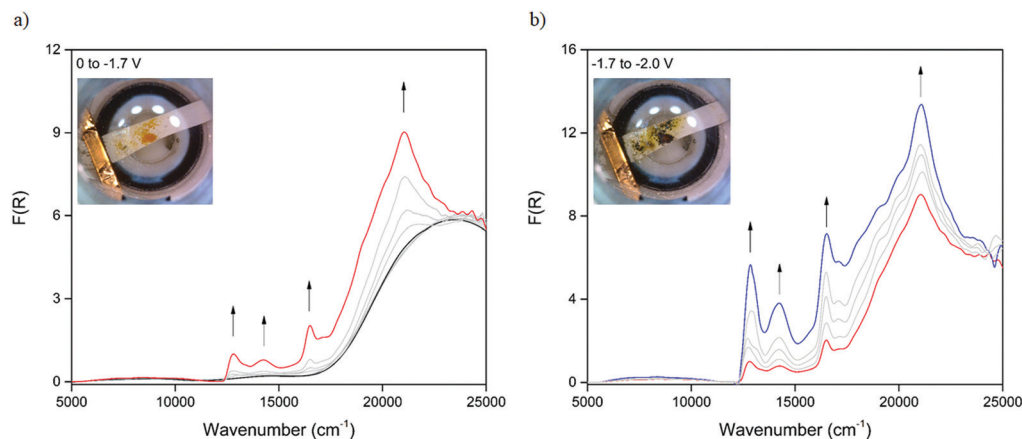 a)
0 to -1.7 V
F(R)
12
9
6
3
0
5000 10000 15000 20000 25000
Wavenumber (cm⁻¹)
b)
-1.7 to -2.0 V
F(R)
16
12
8
4
0
5000 10000 15000 20000 25000
Wavenumber (cm⁻¹)